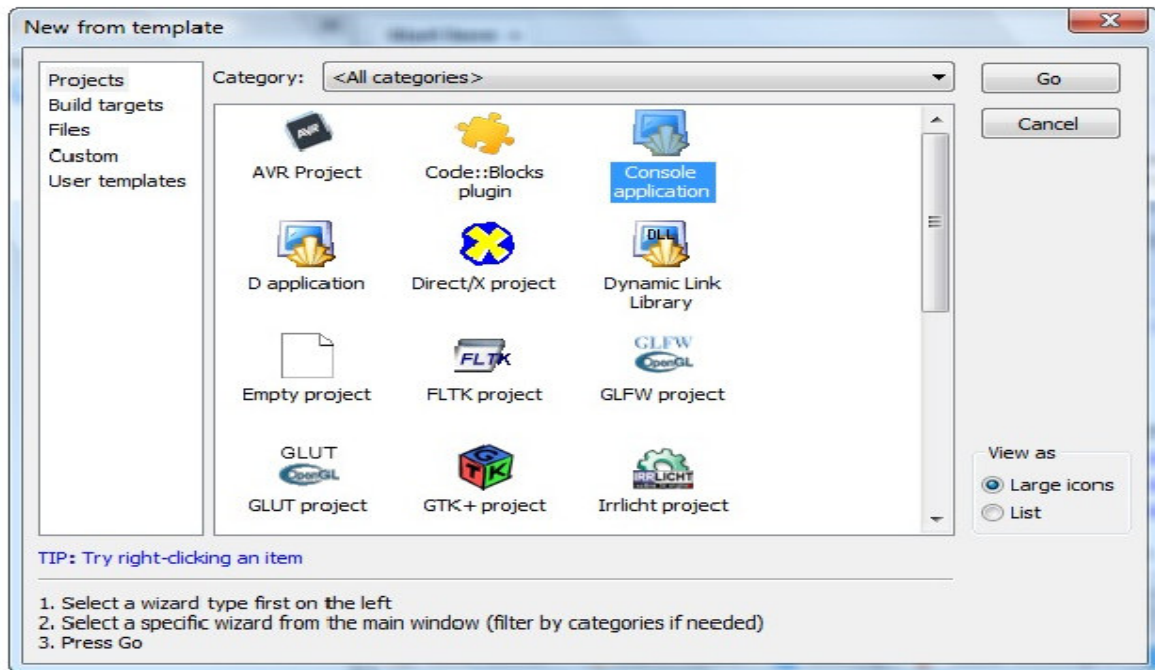 New from template
Projects
Build targets
Files
Custom
User templates
Category: <All categories>
Go
Cancel
AVR
AVR Project
Code::Blocks
plugin
Console
application
D application
Direct/X project
DLL
Dynamic Link
Library
Empty project
FLTK
FLTK project
GLFW
OpenGL
GLFW project
GLUT
OpenGL
GLUT project
GTK
GTK+ project
IRRLICHT
Irrlicht project
View as
Large icons
List
TIP: Try right-clicking an item
1. Select a wizard type first on the left
2. Select a specific wizard from the main window (filter by categories if needed)
3. Press Go